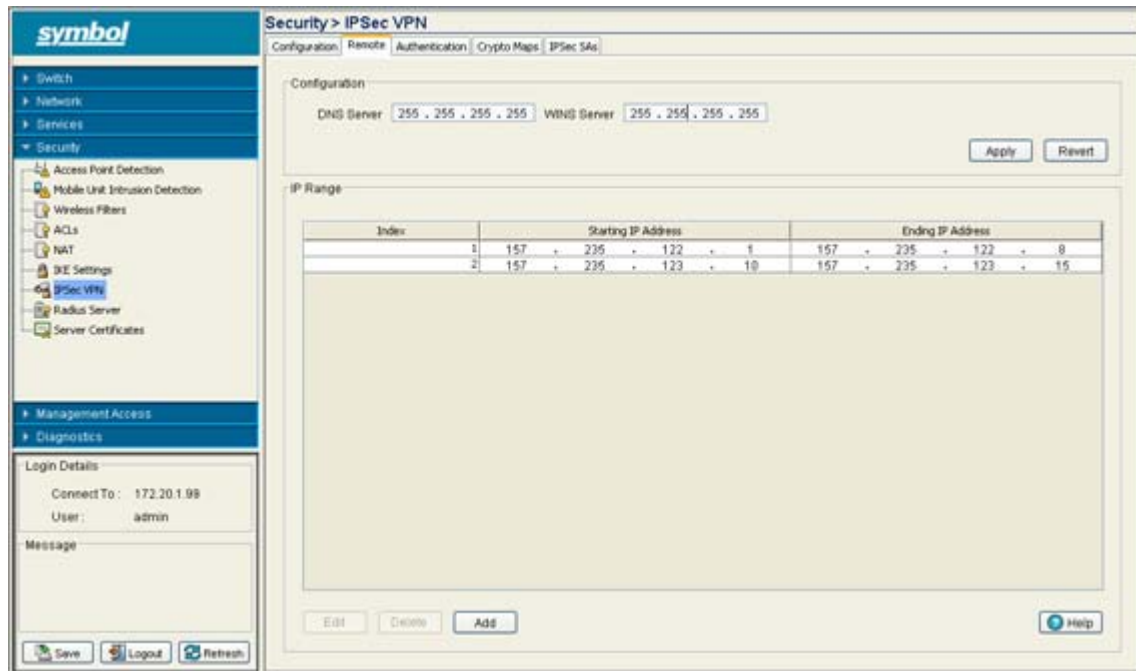 symbol
Security > IPSec VPN
Configuration Remote Authentication Crypto Maps IPSec SAs
Switch
Network
Services
Security
Access Point Detection
Mobile Unit Intrusion Detection
Wireless Filters
ACLs
NAT
IKE Settings
IPSec VPN
Radius Server
Server Certificates
Management Access
Diagnostics
Login Details
Connect To : 172.20.1.99
User : admin
Message
Save Logout Refresh
Configuration
DNS Server 255 . 255 . 255 . 255 WINS Server 255 . 255 . 255 . 255
Apply Revert
IP Range
Index Starting IP Address Ending IP Address
1 157 . 235 . 122 . 1 157 . 235 . 122 . 8
2 157 . 235 . 123 . 10 157 . 235 . 123 . 15
Edit Delete Add Help